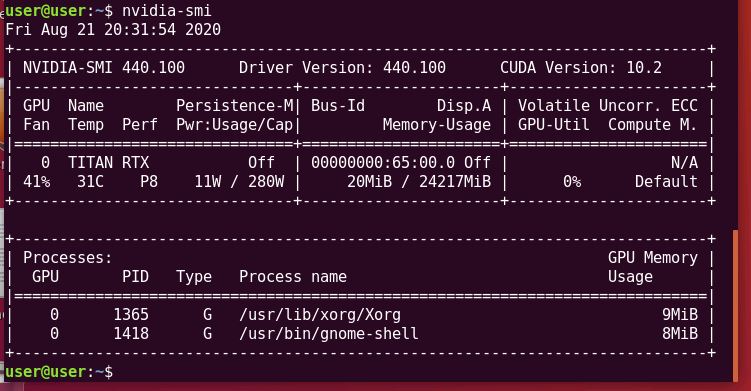 user@user:~$ nvidia-smi
Fri Aug 21 20:31:54 2020
+-----------------------------------------------------------------------------+
| NVIDIA-SMI 440.100      Driver Version: 440.100      CUDA Version: 10.2     |
|-------------------------------+----------------------+----------------------+
| GPU  Name        Persistence-M| Bus-Id        Disp.A | Volatile Uncorr. ECC |
| Fan  Temp  Perf  Pwr:Usage/Cap|         Memory-Usage | GPU-Util  Compute M. |
|===============================+======================+======================|
|   0  TITAN RTX           Off  | 00000000:65:00.0 Off |                  N/A |
| 41%   31C    P8    11W / 280W |     20MiB / 24217MiB |      0%      Default |
+-------------------------------+----------------------+----------------------+

+-----------------------------------------------------------------------------+
| Processes:                                                       GPU Memory |
|  GPU       PID   Type   Process name                             Usage      |
|=============================================================================|
|    0      1365      G   /usr/lib/xorg/Xorg                             9MiB |
|    0      1418      G   /usr/bin/gnome-shell                           8MiB |
+-----------------------------------------------------------------------------+
user@user:~$